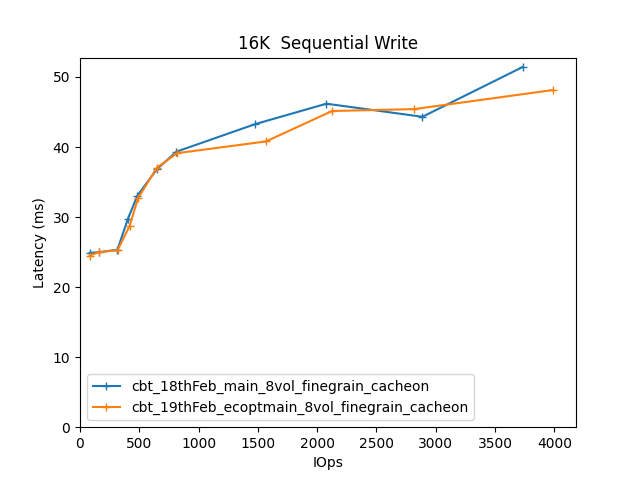 16K  Sequential Write
Latency (ms)
50
40
30
20
10
0
0 500 1000 1500 2000 2500 3000 3500 4000
IOps
cbt_18thFeb_main_8vol_finegrain_cacheon
cbt_19thFeb_ecoptmain_8vol_finegrain_cacheon